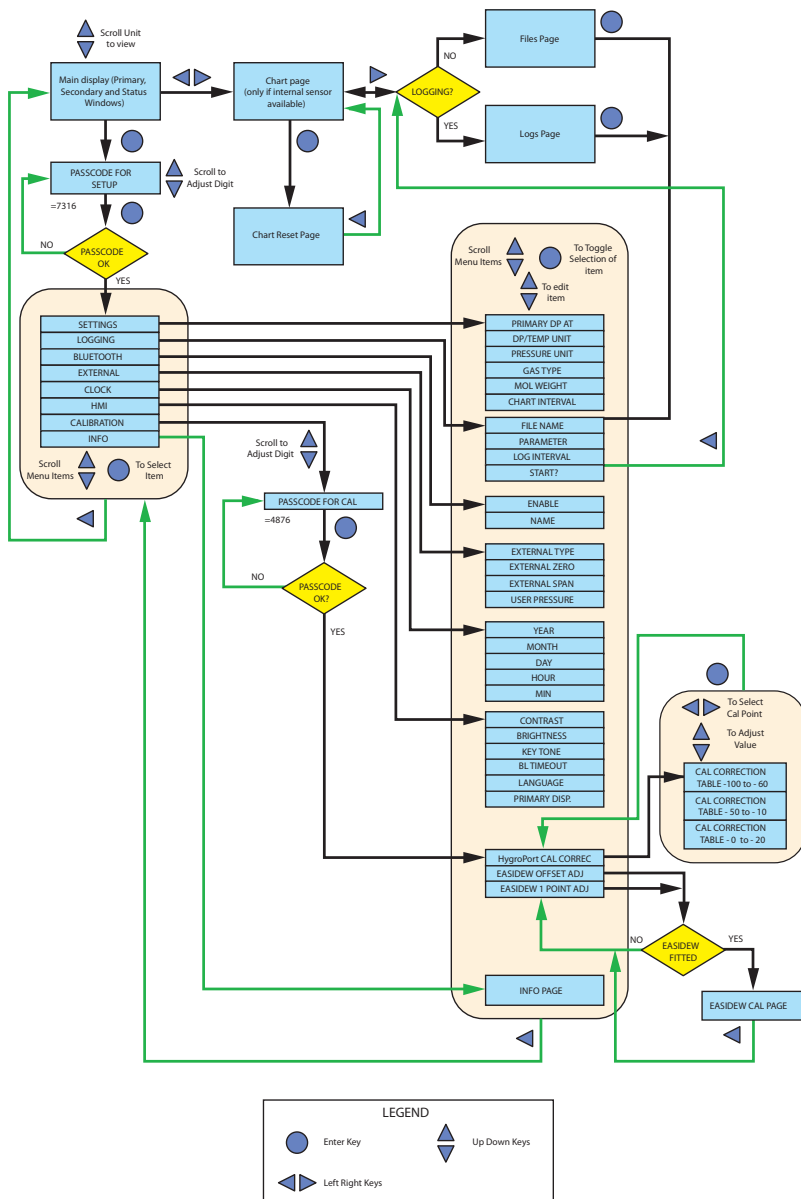 Scroll Unit
to view
Main display (Primary,
Secondary and Status
Windows)
Chart page
(only if internal sensor
available)
LOGGING?
NO
YES
Files Page
Logs Page
PASSCODE FOR
SETUP
Scroll to
Adjust Digit
=7316
NO
PASSCODE
OK
YES
Chart Reset Page
SETTINGS
LOGGING
BLUETOOTH
EXTERNAL
CLOCK
HMI
CALIBRATION
INFO
Scroll
Menu Items
To Select
Item
Scroll to
Adjust Digit
PASSCODE FOR CAL
=4876
NO
PASSCODE
OK?
YES
Scroll
Menu Items
To Toggle
Selection of
item
To edit
item
PRIMARY DP AT
DP/TEMP UNIT
PRESSURE UNIT
GAS TYPE
MOL WEIGHT
CHART INTERVAL
FILE NAME
PARAMETER
LOG INTERVAL
START?
ENABLE
NAME
EXTERNAL TYPE
EXTERNAL ZERO
EXTERNAL SPAN
USER PRESSURE
YEAR
MONTH
DAY
HOUR
MIN
CONTRAST
BRIGHTNESS
KEY TONE
BL TIMEOUT
LANGUAGE
PRIMARY DISP.
HygroPort CAL CORREC
EASIDEW OFFSET ADJ
EASIDEW 1 POINT ADJ
INFO PAGE
To Select
Cal Point
To Adjust
Value
CAL CORRECTION
TABLE -100 to - 60
CAL CORRECTION
TABLE - 50 to - 10
CAL CORRECTION
TABLE - 0 to - 20
NO
EASIDEW
FITTED
YES
EASIDEW CAL PAGE
LEGEND
Enter Key
Up Down Keys
Left Right Keys